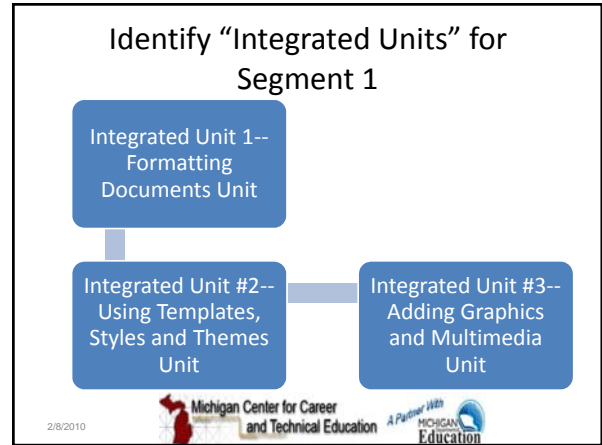 Identify “Integrated Units” for
Segment 1
Integrated Unit 1--
Formatting
Documents Unit
Integrated Unit #2--
Using Templates,
Styles and Themes
Unit
Integrated Unit #3--
Adding Graphics
and Multimedia
Unit
2/8/2010
Michigan Center for Career
and Technical Education
A Partner With
MICHIGAN
Education